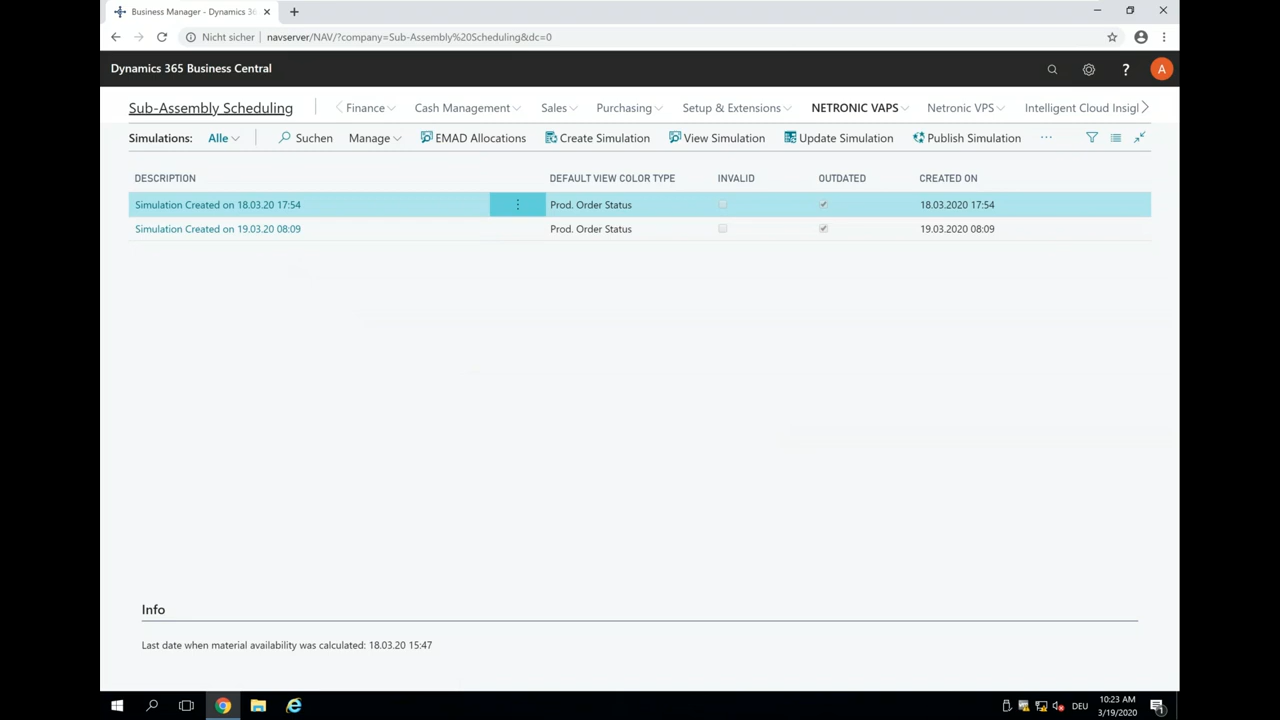 Business Manager - Dynamics 36
Nicht sicher navserver/NAV/?company=Sub-Assembly%20Scheduling&dc=0
Dynamics 365 Business Central
? A
Sub-Assembly Scheduling Finance Cash Management Sales Purchasing Setup & Extensions NETRONIC VAPS Netronic VPS Intelligent Cloud Insigl
Simulations: Alle Suchen Manage EMAD Allocations Create Simulation View Simulation Update Simulation Publish Simulation ...
DESCRIPTION DEFAULT VIEW COLOR TYPE INVALID OUTDATED CREATED ON
Simulation Created on 18.03.20 17:54 Prod. Order Status 18.03.2020 17:54
Simulation Created on 19.03.20 08:09 Prod. Order Status 19.03.2020 08:09
Info
Last date when material availability was calculated: 18.03.20 15:47
DEU 10:23 AM
3/19/2020 1